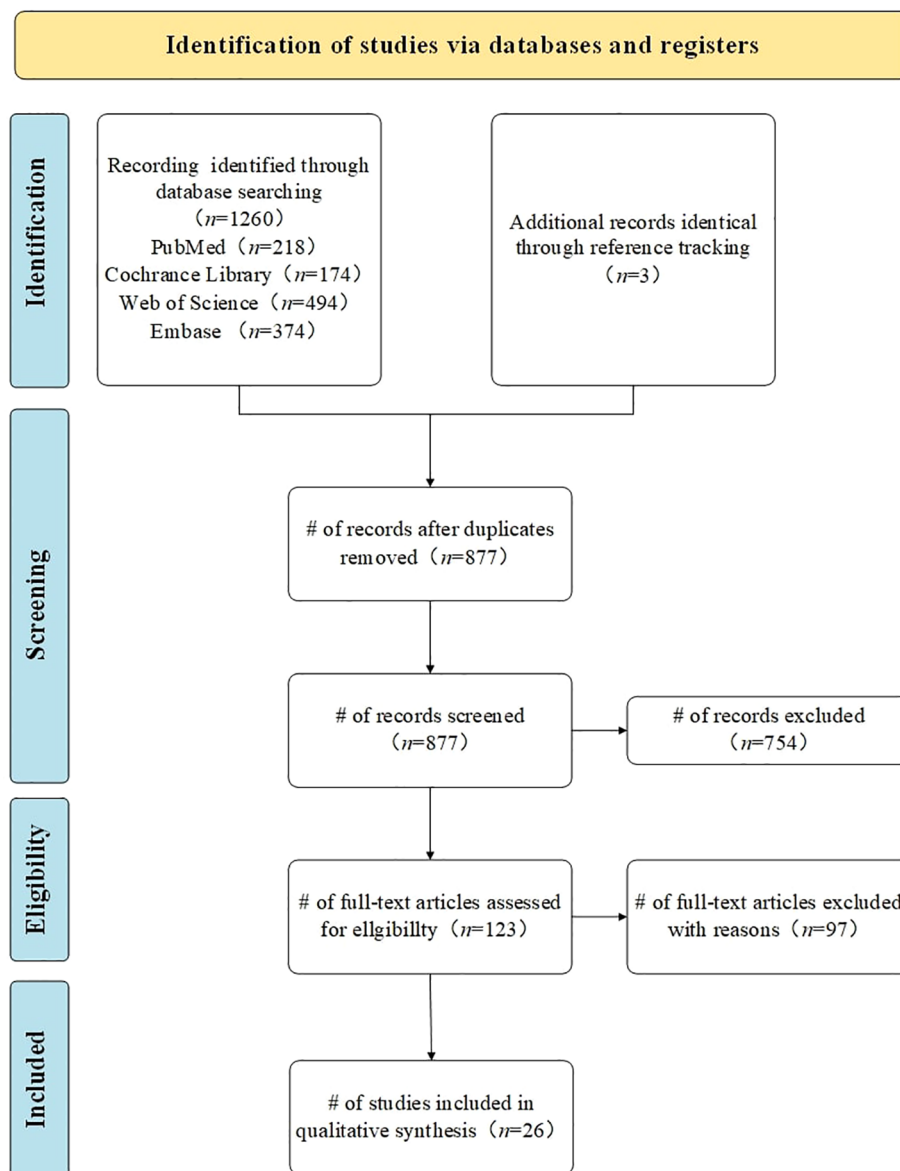 Identification of studies via databases and registers
Identification
Recording identified through
database searching
（n=1260）
PubMed（n=218）
Cochrance Library（n=174）
Web of Science（n=494）
Embase （n=374）
Additional records identical
through reference tracking
（n=3）
Screening
# of records after duplicates
removed（n=877）
# of records screened
（n=877）
# of records excluded
（n=754）
Eligibility
# of full-text articles assessed
for ellgibillty（n=123）
# of full-text articles excluded
with reasons（n=97）
Included
# of studies included in
qualitative synthesis（n=26）